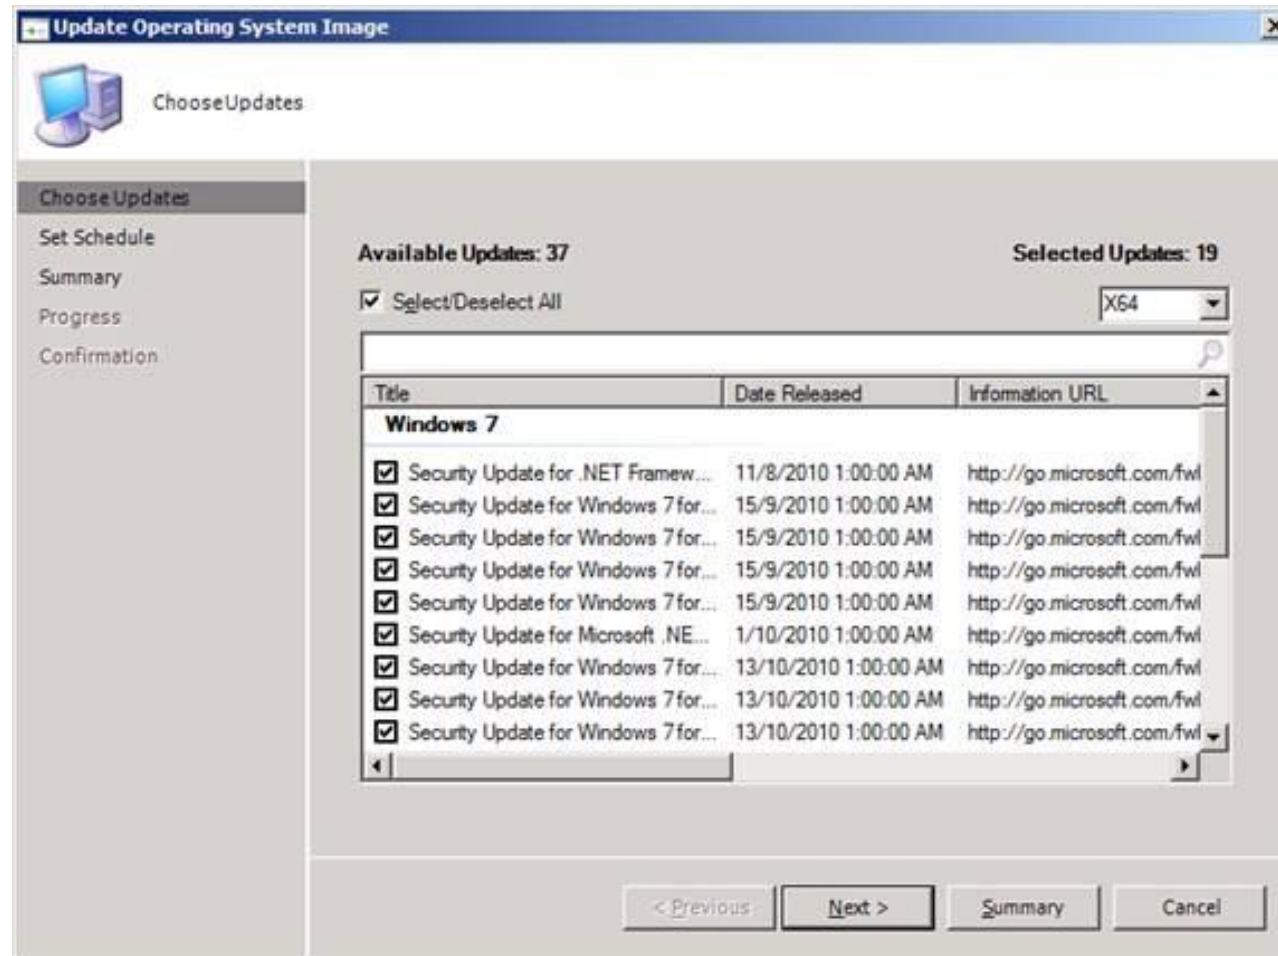 Update Operating System Image
ChooseUpdates
Choose Updates
Set Schedule
Summary
Progress
Confirmation
Available Updates: 37 Selected Updates: 19
Select/Deselect All X64
Title Date Released Information URL
Windows 7
Security Update for .NET Framew... 11/8/2010 1:00:00 AM http://go.microsoft.com/fwl
Security Update for Windows 7 for... 15/9/2010 1:00:00 AM http://go.microsoft.com/fwl
Security Update for Windows 7 for... 15/9/2010 1:00:00 AM http://go.microsoft.com/fwl
Security Update for Windows 7 for... 15/9/2010 1:00:00 AM http://go.microsoft.com/fwl
Security Update for Windows 7 for... 15/9/2010 1:00:00 AM http://go.microsoft.com/fwl
Security Update for Microsoft .NE... 1/10/2010 1:00:00 AM http://go.microsoft.com/fwl
Security Update for Windows 7 for... 13/10/2010 1:00:00 AM http://go.microsoft.com/fwl
Security Update for Windows 7 for... 13/10/2010 1:00:00 AM http://go.microsoft.com/fwl
Security Update for Windows 7 for... 13/10/2010 1:00:00 AM http://go.microsoft.com/fwl
< Previous Next > Summary Cancel